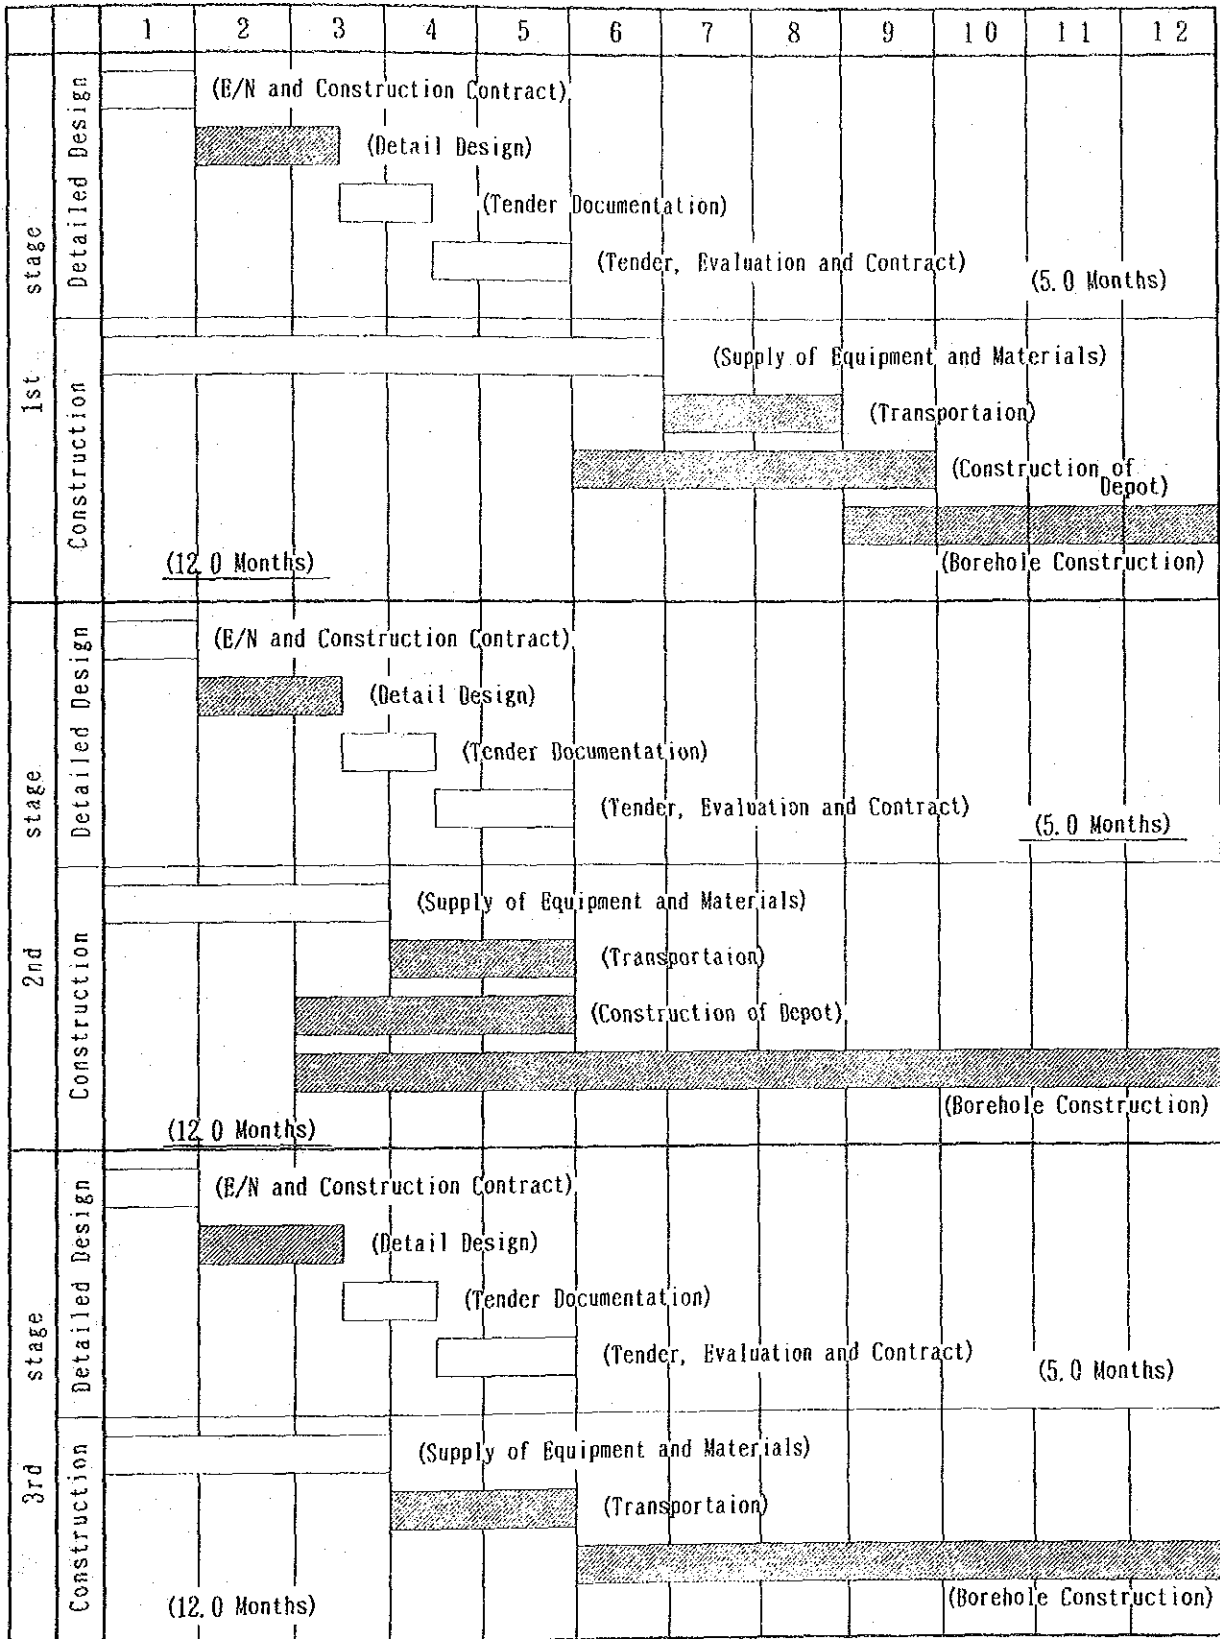 1 2 3 4 5 6 7 8 9 10 11 12
1st stage
Detailed Design
(E/N and Construction Contract)
(Detail Design)
(Tender Documentation)
(Tender, Evaluation and Contract)
(5.0 Months)
Construction
(Supply of Equipment and Materials)
(Transportaion)
(Construction of
Depot)
(Borehole Construction)
(12.0 Months)
2nd stage
Detailed Design
(E/N and Construction Contract)
(Detail Design)
(Tender Documentation)
(Tender, Evaluation and Contract)
(5.0 Months)
Construction
(Supply of Equipment and Materials)
(Transportaion)
(Construction of Depot)
(Borehole Construction)
(12.0 Months)
3rd stage
Detailed Design
(E/N and Construction Contract)
(Detail Design)
(Tender Documentation)
(Tender, Evaluation and Contract)
(5.0 Months)
Construction
(Supply of Equipment and Materials)
(Transportaion)
(Borehole Construction)
(12.0 Months)